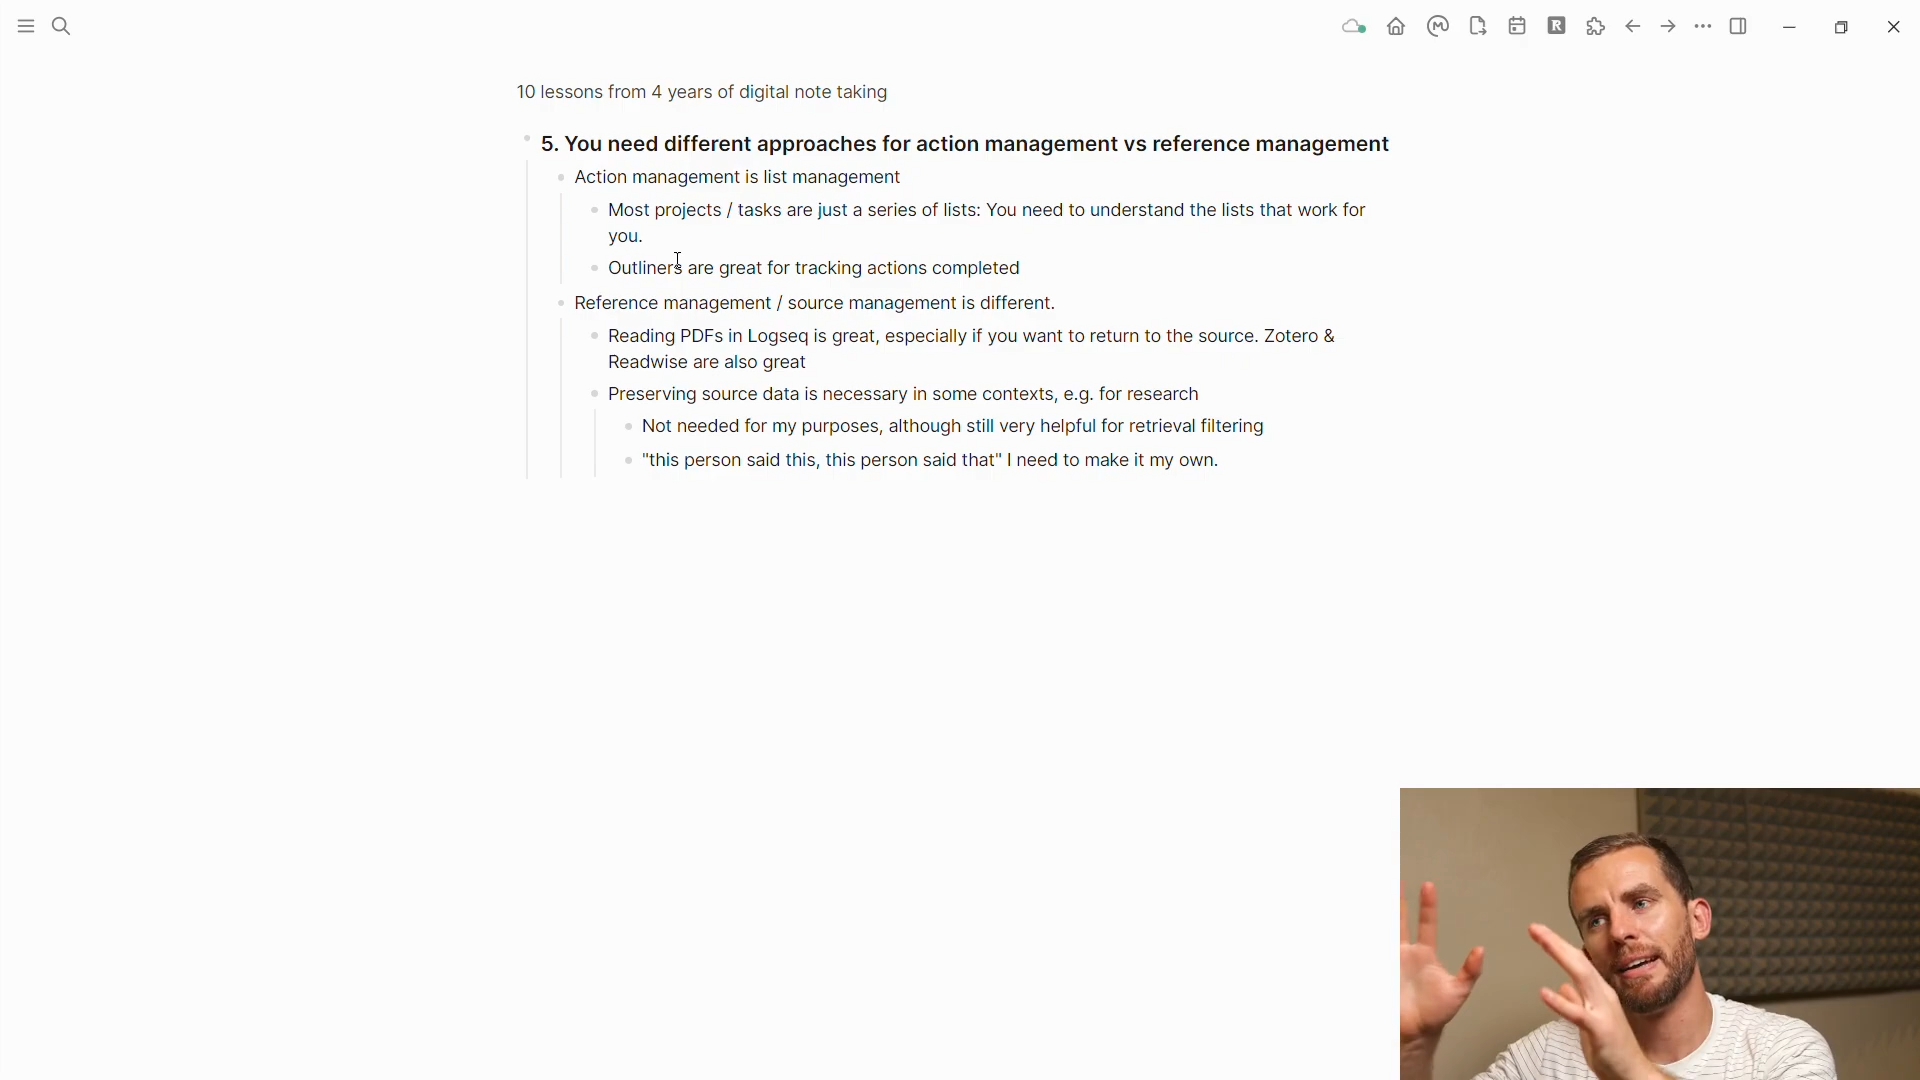 10 lessons from 4 years of digital note taking
5. You need different approaches for action management vs reference management
Action management is list management
Most projects / tasks are just a series of lists: You need to understand the lists that work for
you.
Outliners are great for tracking actions completed
Reference management / source management is different.
Reading PDFs in Logseq is great, especially if you want to return to the source. Zotero &
Readwise are also great
Preserving source data is necessary in some contexts, e.g. for research
Not needed for my purposes, although still very helpful for retrieval filtering
"this person said this, this person said that" I need to make it my own.